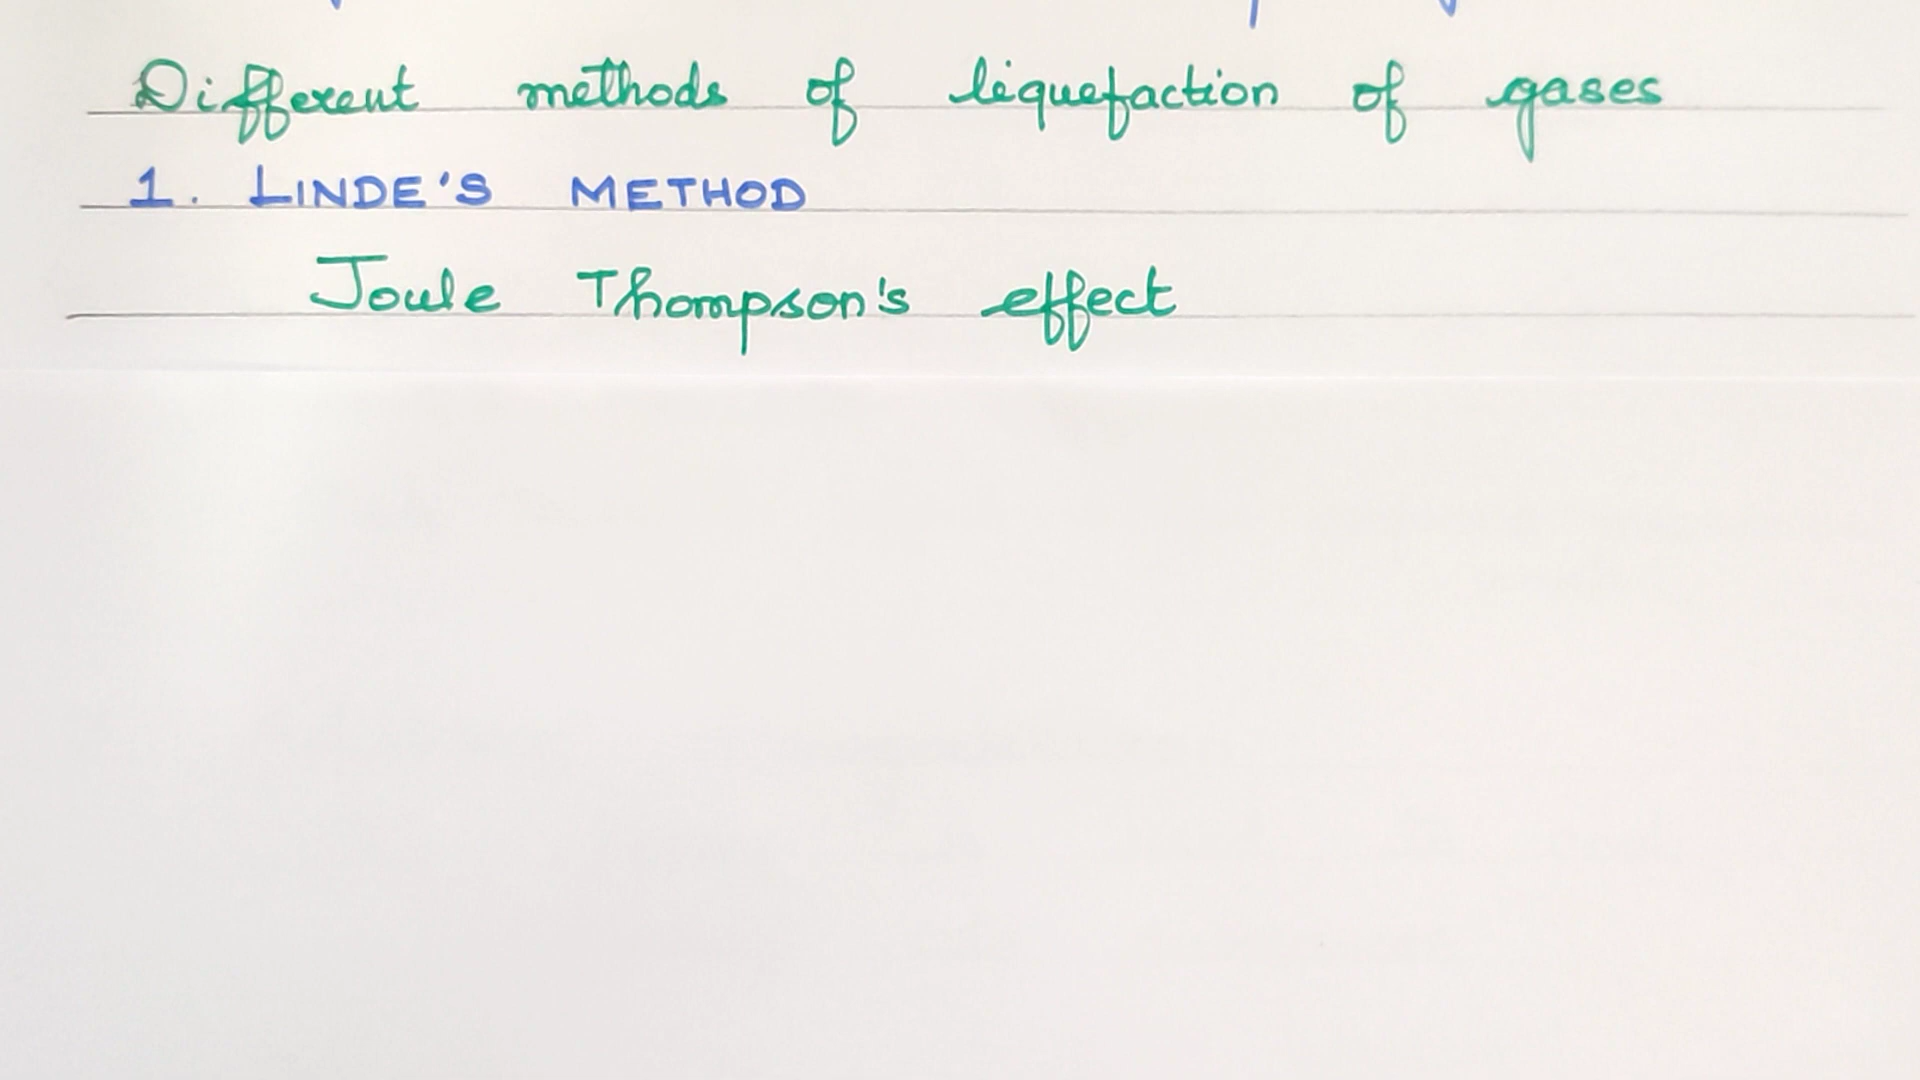 Different methods of liquefaction of gases
1. LINDE'S METHOD
Joule Thompson's effect